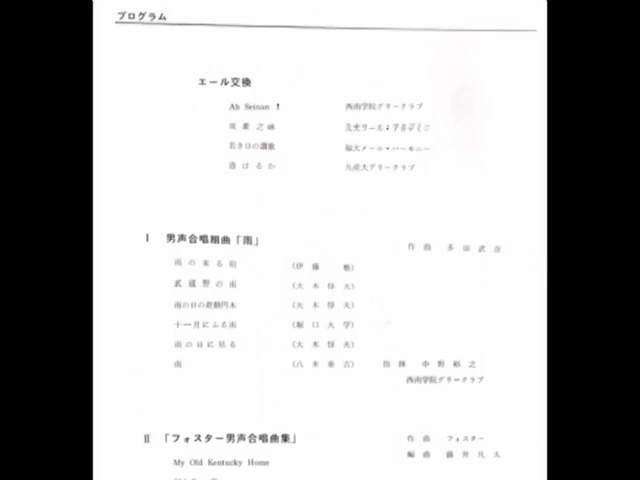 プログラム
エール交換
Ah Seinan ! 西南学院グリークラブ
筑紫之
九大コール・アカデミー
若き日の讃歌 福大メール・ハーモニー
遥けるか 九産大グリークラブ
I 男声合唱組曲「雨」 作曲 多田武彦
雨の来る前 (伊藤 整)
武蔵野の雨 (大木惇夫)
雨の日の遊動円木 (大木惇夫)
十一月にふる雨 (堀口大学)
雨の日に見る (大木惇夫)
雨 (八木重吉) 指揮 中野裕之
西南学院グリークラブ
II 「フォスター男声合唱曲集」 作曲 フォスター
My Old Kentucky Home 編曲 藤井凡太